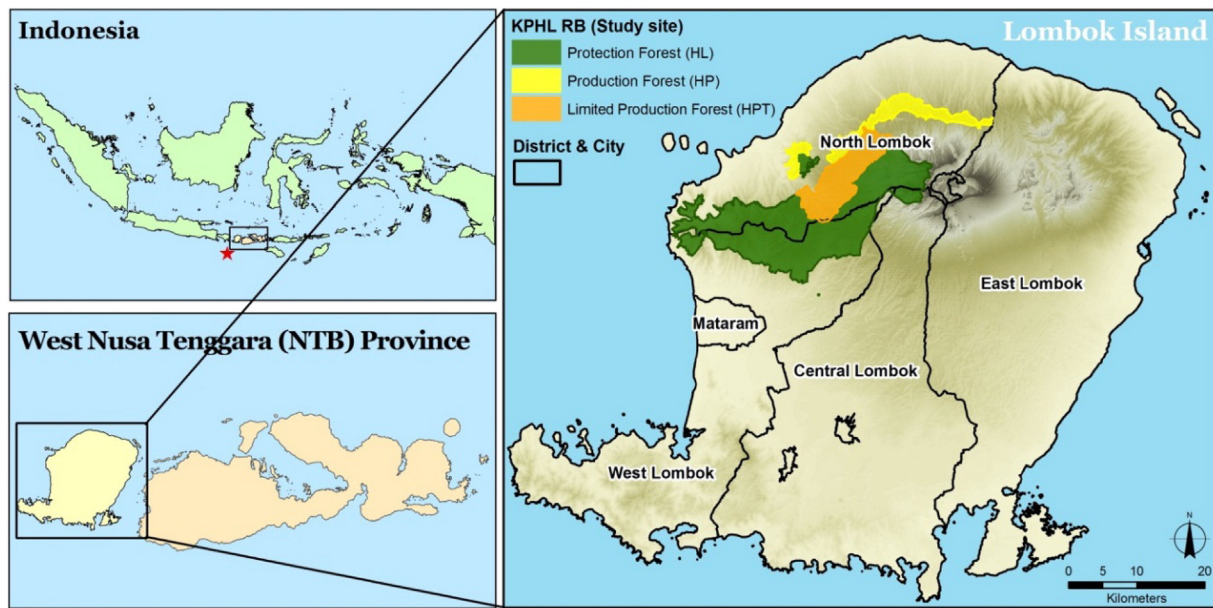 Indonesia
West Nusa Tenggara (NTB) Province
Lombok Island
KPHL RB (Study site)
Protection Forest (HL)
Production Forest (HP)
Limited Production Forest (HPT)
District & City
North Lombok
East Lombok
Mataram
Central Lombok
West Lombok
N
0 5 10 20
Kilometers